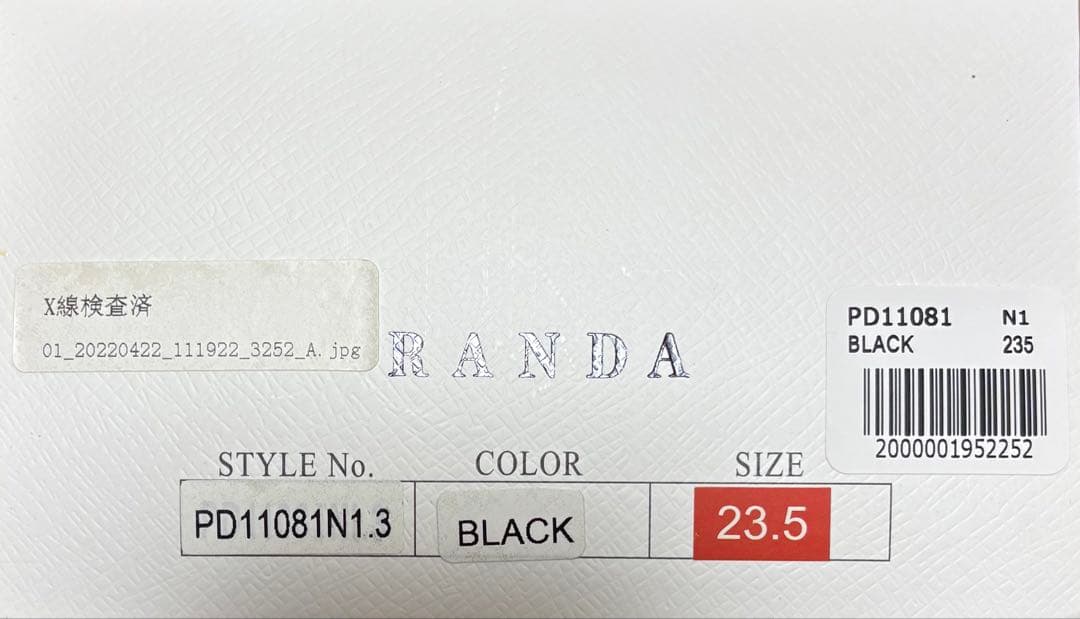 X線検査済
01_20220422_111922_3252_A.jpg
RANDA
PD11081 N1
BLACK 235
2000001952252
STYLE No. COLOR SIZE
PD11081N1.3 BLACK 23.5